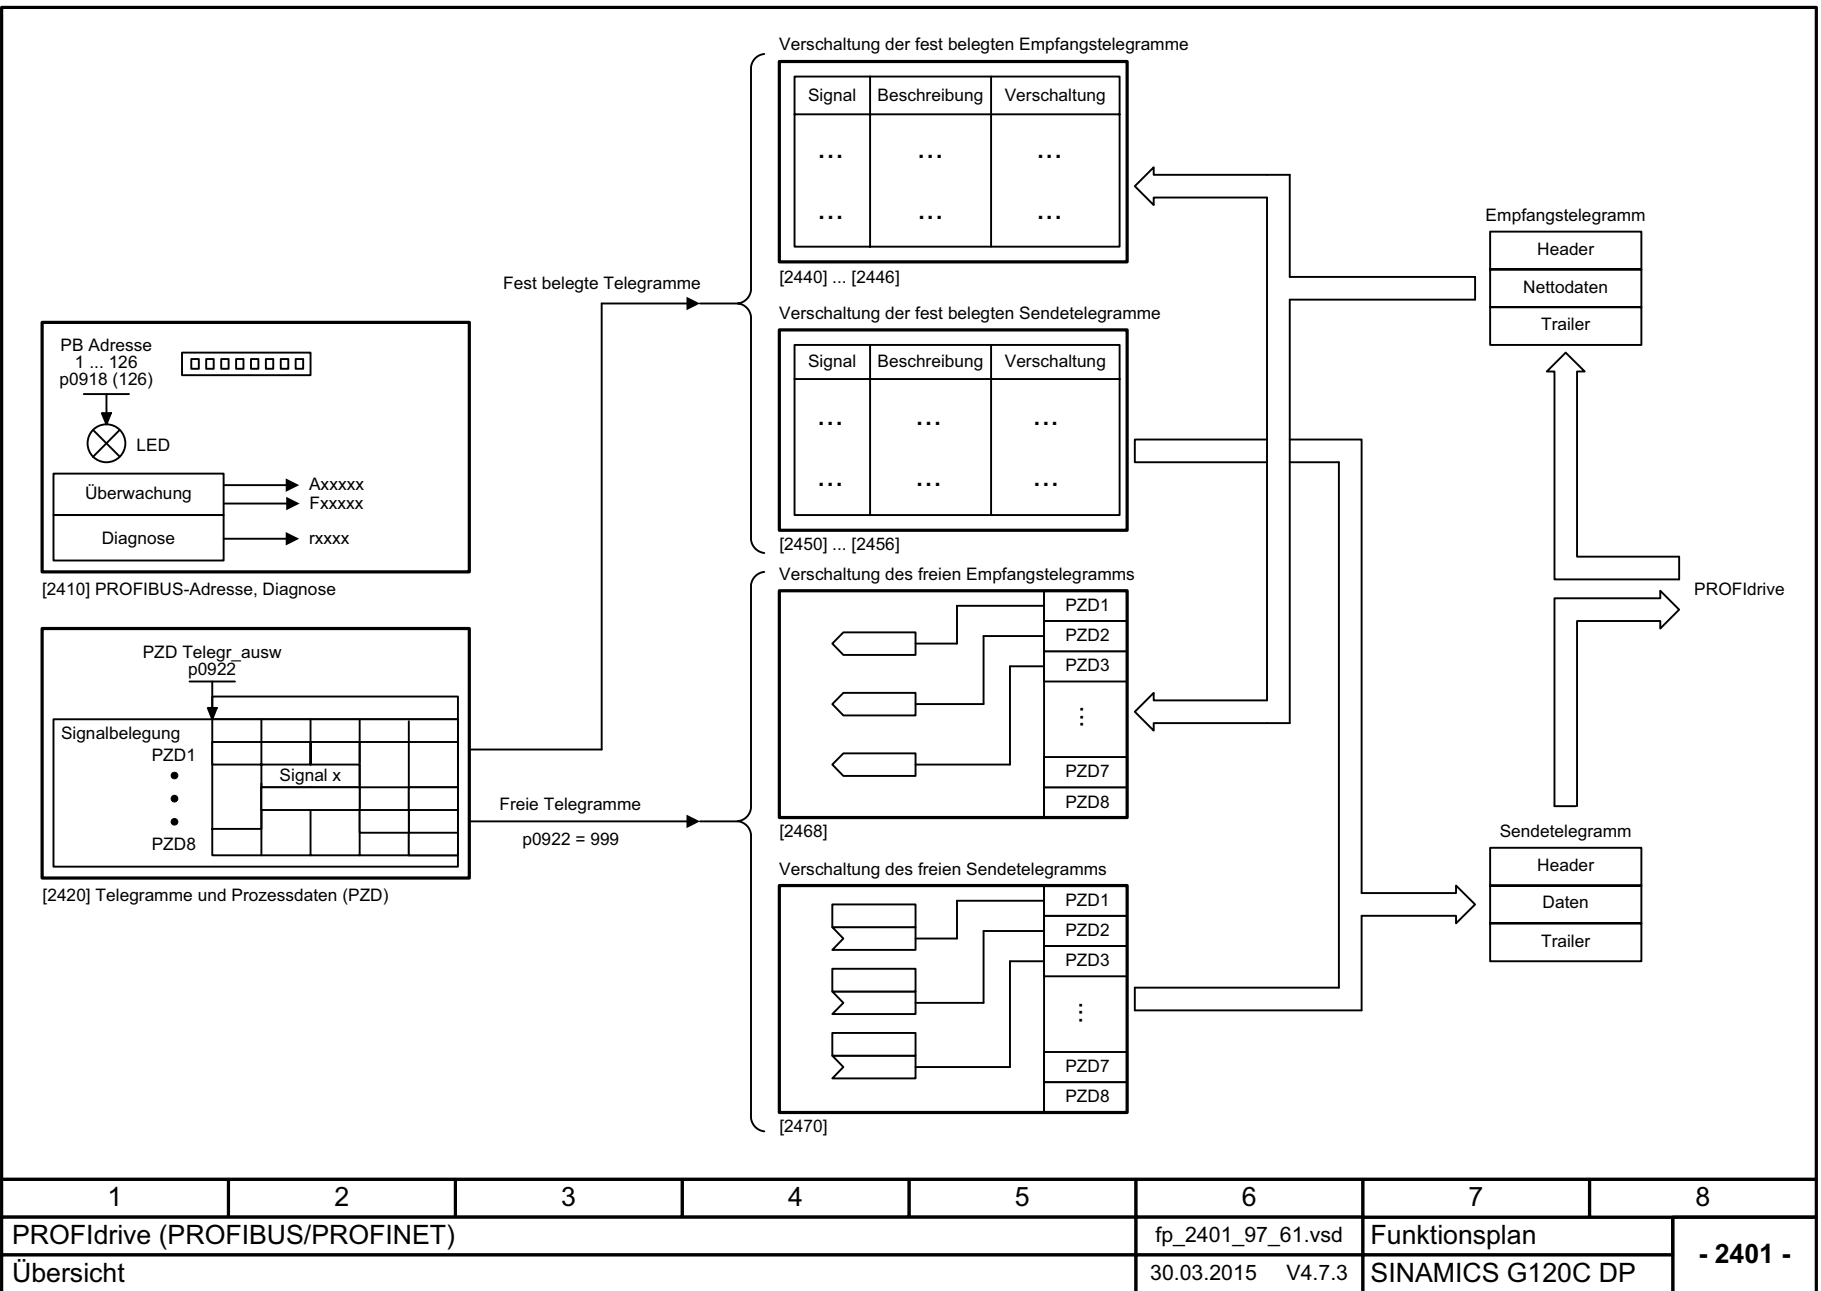 Verschaltung der fest belegten Empfangstelegramme
Signal Beschreibung Verschaltung
... ... ...
... ... ...
[2440] ... [2446]
Fest belegte Telegramme
Verschaltung der fest belegten Sendetelegramme
Signal Beschreibung Verschaltung
... ... ...
... ... ...
[2450] ... [2456]
PB Adresse
1 ... 126
p0918 (126)
LED
Überwachung
Axxxxx
Fxxxxx
Diagnose
rxxxx
[2410] PROFIBUS-Adresse, Diagnose
PZD Telegr_ausw
p0922
Signalbelegung
PZD1
Signal x
PZD8
[2420] Telegramme und Prozessdaten (PZD)
Freie Telegramme
p0922 = 999
Verschaltung des freien Empfangstelegramms
PZD1
PZD2
PZD3
...
PZD7
PZD8
[2468]
Verschaltung des freien Sendetelegramms
PZD1
PZD2
PZD3
...
PZD7
PZD8
[2470]
Empfangstelegramm
Header
Nettodaten
Trailer
PROFIdrive
Sendetelegramm
Header
Daten
Trailer
1 2 3 4 5 6 7 8
PROFIdrive (PROFIBUS/PROFINET)
fp_2401_97_61.vsd
Funktionsplan
- 2401 -
Übersicht
30.03.2015 V4.7.3
SINAMICS G120C DP